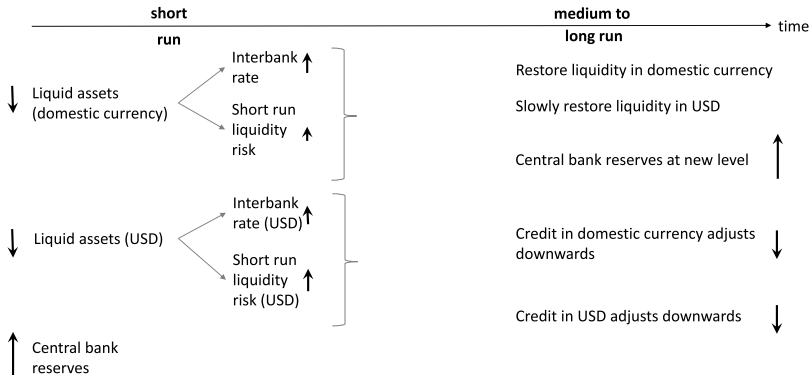 short
run
medium to
long run
time
Liquid assets
(domestic currency)
Interbank
rate
Short run
liquidity
risk
Liquid assets (USD)
Interbank
rate (USD)
Short run
liquidity
risk (USD)
Central bank
reserves
Restore liquidity in domestic currency
Slowly restore liquidity in USD
Central bank reserves at new level
Credit in domestic currency adjusts
downwards
Credit in USD adjusts downwards